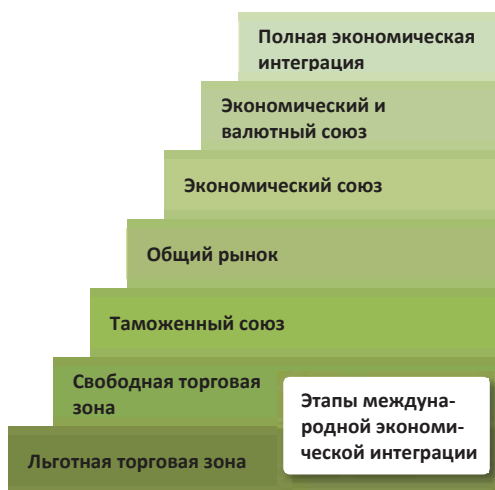 Полная экономическая
интеграция
Экономический и
валютный союз
Экономический союз
Общий рынок
Таможенный союз
Свободная торговая
зона
Льготная торговая зона
Этапы междуна-
родной экономи-
ческой интеграции